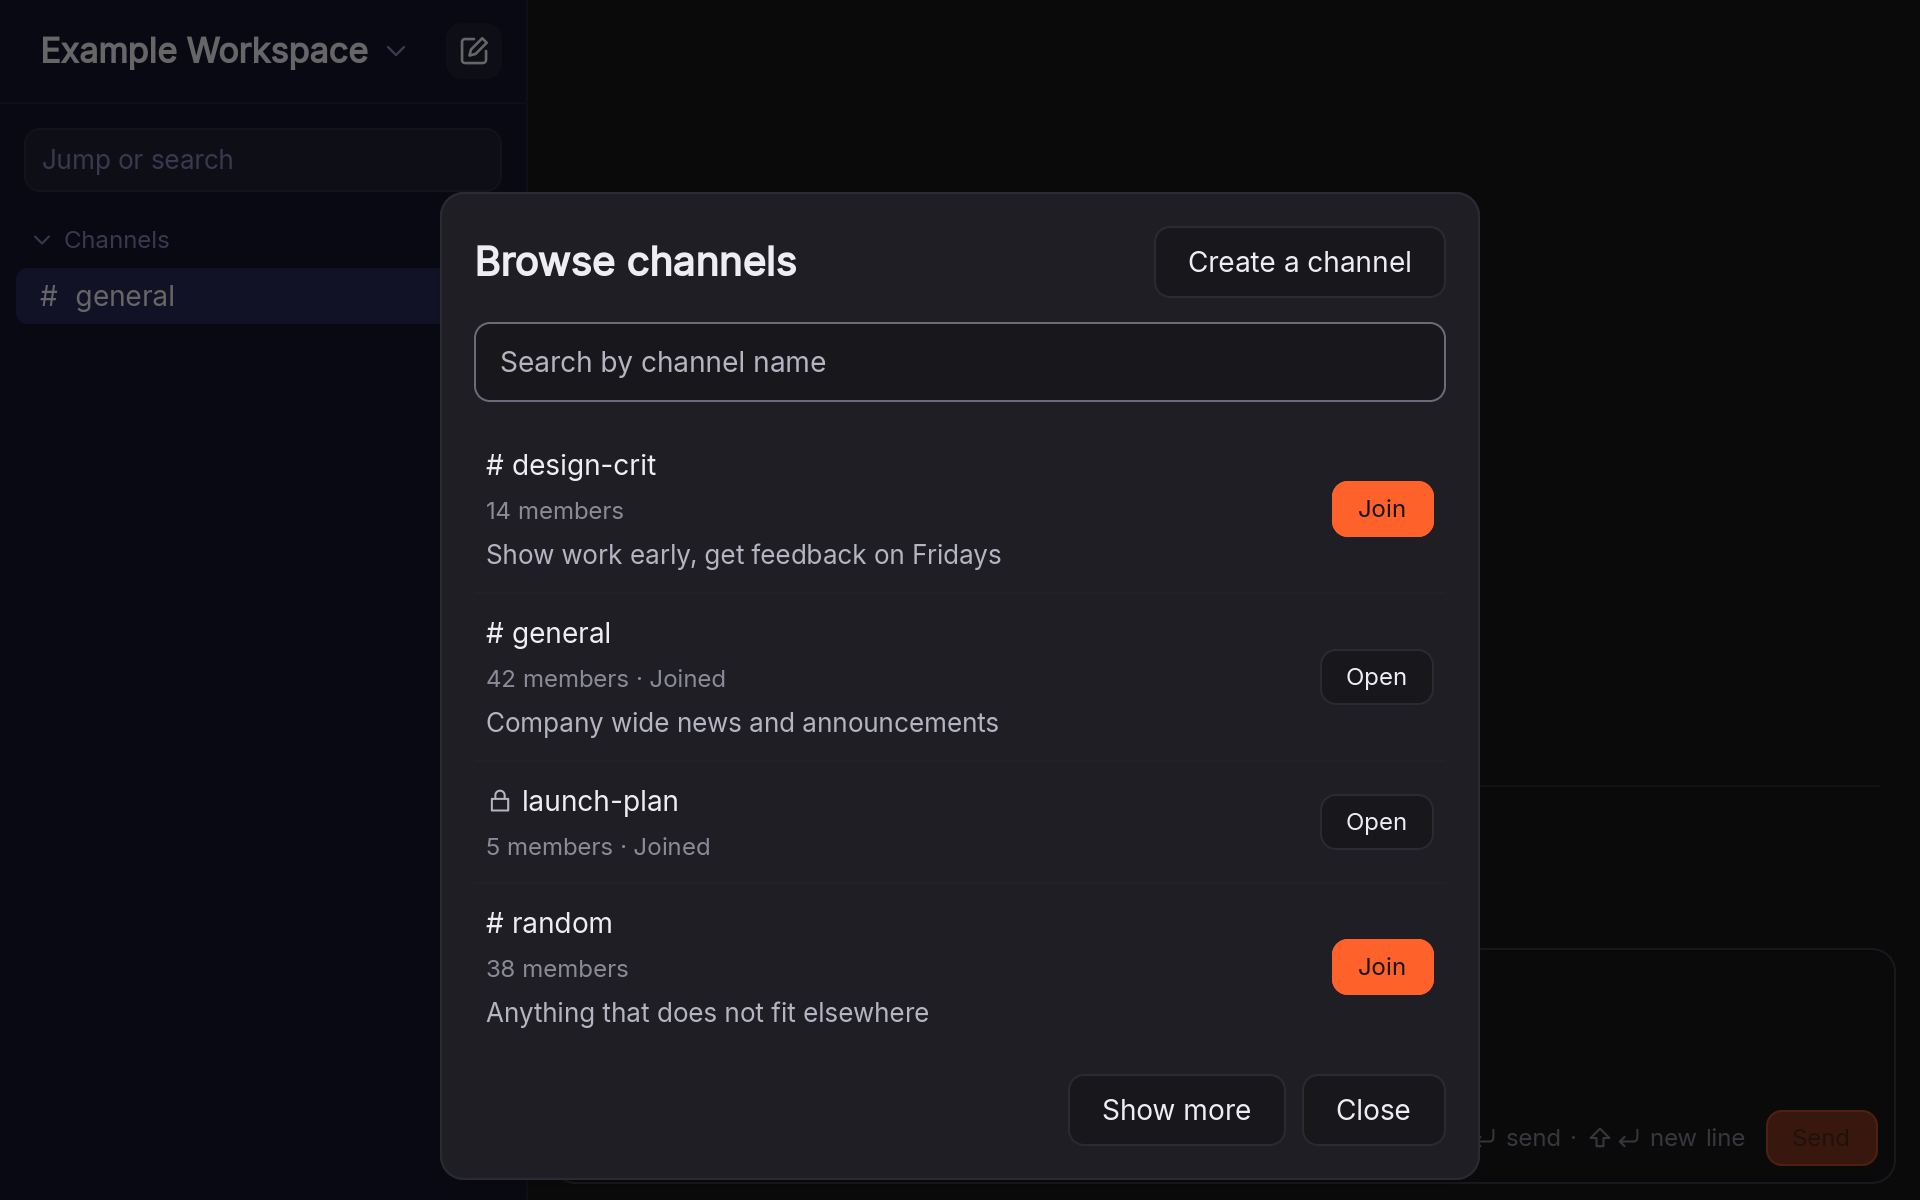 Example Workspace
Jump or search
Channels
# general
Browse channels
Create a channel
Search by channel name
# design-crit
14 members
Show work early, get feedback on Fridays
Join
# general
42 members · Joined
Company wide news and announcements
Open
launch-plan
5 members · Joined
Open
# random
38 members
Anything that does not fit elsewhere
Join
Show more
Close
send · ⇧ ↵ new line
Send